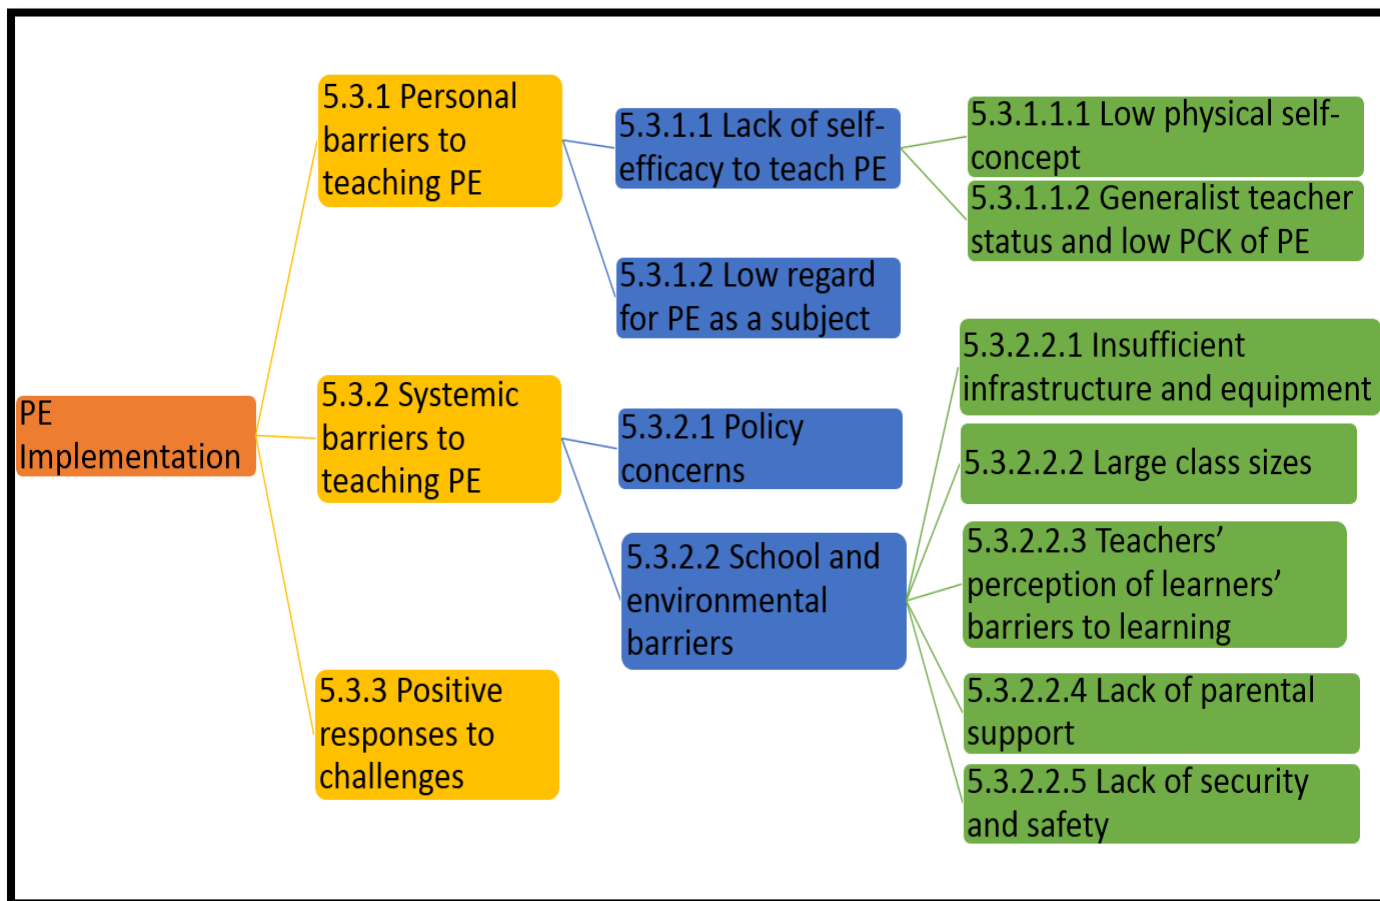 PE
Implementation
5.3.1 Personal
barriers to
teaching PE
5.3.1.1 Lack of self-
efficacy to teach PE
5.3.1.1.1 Low physical self-
concept
5.3.1.1.2 Generalist teacher
status and low PCK of PE
5.3.1.2 Low regard
for PE as a subject
5.3.2 Systemic
barriers to
teaching PE
5.3.2.1 Policy
concerns
5.3.2.2 School and
environmental
barriers
5.3.2.2.1 Insufficient
infrastructure and equipment
5.3.2.2.2 Large class sizes
5.3.2.2.3 Teachers’
perception of learners’
barriers to learning
5.3.2.2.4 Lack of parental
support
5.3.2.2.5 Lack of security
and safety
5.3.3 Positive
responses to
challenges